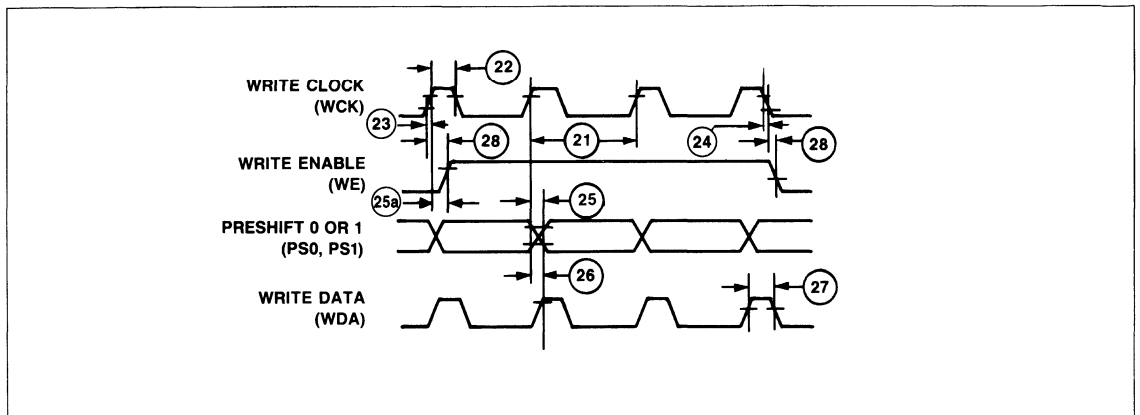 22
WRITE CLOCK
(WCK)
23
28
21
24
28
WRITE ENABLE
(WE)
25a
25
PRESHIFT 0 OR 1
(PS0, PS1)
26
27
WRITE DATA
(WDA)